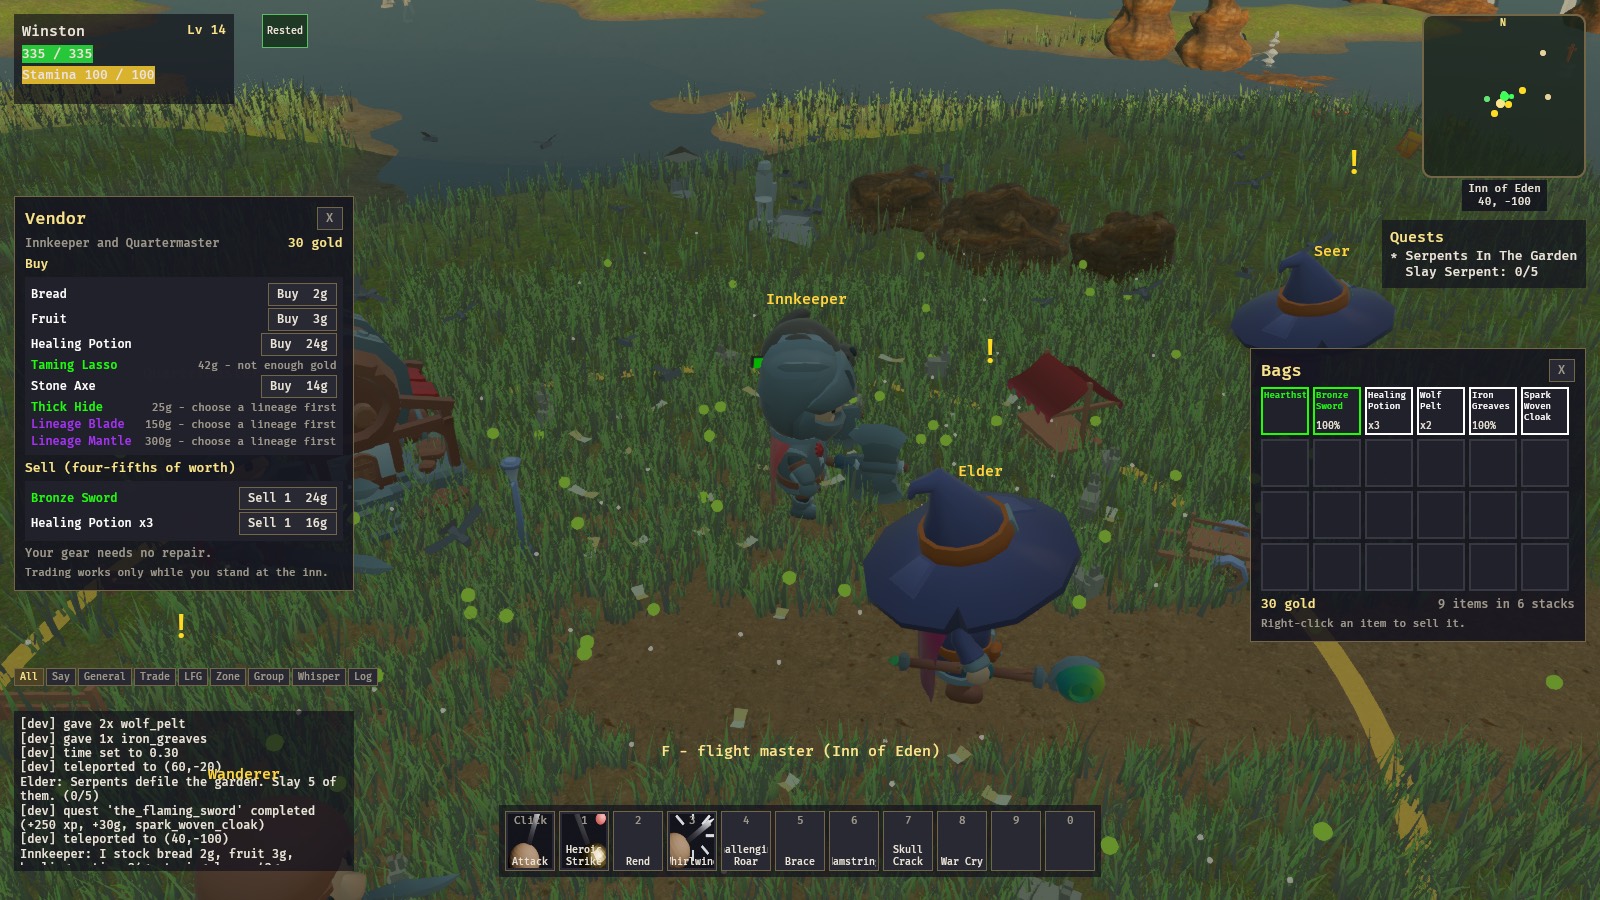 Winston Lv 14
335 / 335
Stamina 100 / 100
Rested
N
Inn of Eden
40, -100
Quests
* Serpents In The Garden
Slay Serpent: 0/5
!
Seer
Innkeeper
!
Elder
Vendor X
Innkeeper and Quartermaster 30 gold
Buy
Bread Buy 2g
Fruit Buy 3g
Healing Potion Buy 24g
Taming Lasso 42g - not enough gold
Stone Axe Buy 14g
Thick Hide 25g - choose a lineage first
Lineage Blade 150g - choose a lineage first
Lineage Mantle 300g - choose a lineage first
Sell (four-fifths of worth)
Bronze Sword Sell 1 24g
Healing Potion x3 Sell 1 16g
Your gear needs no repair.
Trading works only while you stand at the inn.
Bags X
Hearthst
Bronze Sword 100%
Healing Potion x3
Wolf Pelt x2
Iron Greaves 100%
Spark Woven Cloak
30 gold 9 items in 6 stacks
Right-click an item to sell it.
!
All Say General Trade LFG Zone Group Whisper Log
[dev] gave 2x wolf_pelt
[dev] gave 1x iron_greaves
[dev] time set to 0.30
[dev] teleported to (60,-20)
Wanderer
Elder: Serpents defile the garden. Slay 5 of
them. (0/5)
[dev] quest 'the_flaming_sword' completed
(+250 xp, +30g, spark_woven_cloak)
[dev] teleported to (40,-100)
Innkeeper: I stock bread 2g, fruit 3g,
F - flight master (Inn of Eden)
Click 1 2 3 4 5 6 7 8 9 0
Attack
Heroic Strike
Rend
hirlwin
allengi Roar
Brace
amstrin
Skull Crack
War Cry